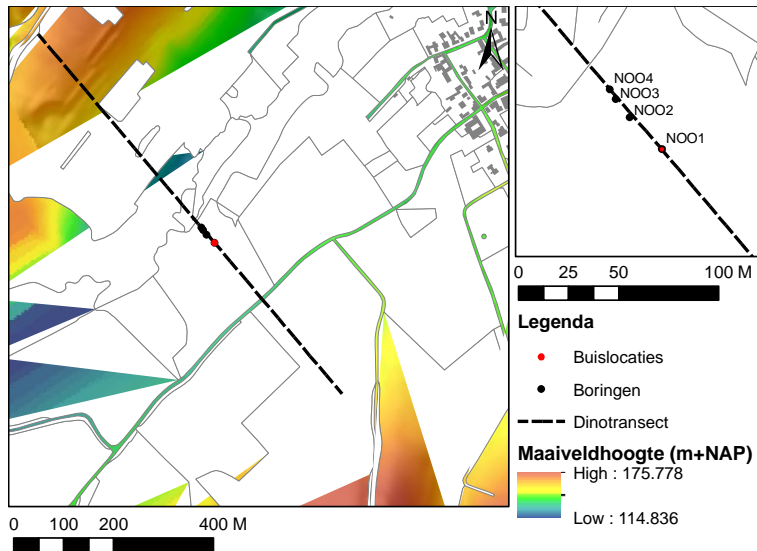 N
NOO4
NOO3
NOO2
NOO1
0 25 50 100 M
Legenda
Buislocaties
Boringen
Dinotransect
Maaiveldhoogte (m+NAP)
High : 175.778
Low : 114.836
0 100 200 400 M